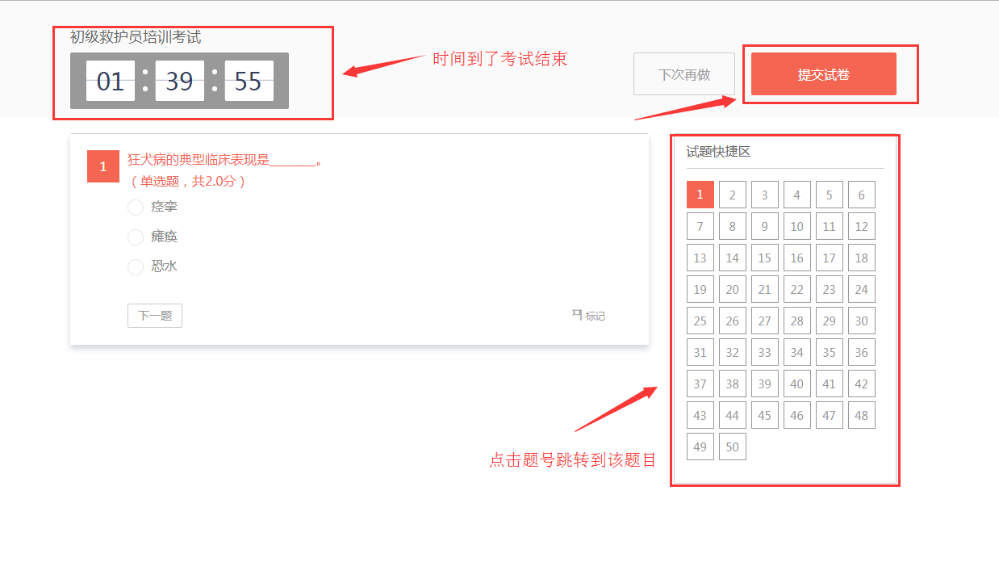 初级救护员培训考试
01 : 39 : 55
时间到了考试结束
下次再做
提交试卷
1
狂犬病的典型临床表现是________。
（单选题，共2.0分）
痉挛
瘫痪
恐水
下一题
标记
试题快捷区
1 2 3 4 5 6
7 8 9 10 11 12
13 14 15 16 17 18
19 20 21 22 23 24
25 26 27 28 29 30
31 32 33 34 35 36
37 38 39 40 41 42
43 44 45 46 47 48
49 50
点击题号跳转到该题目